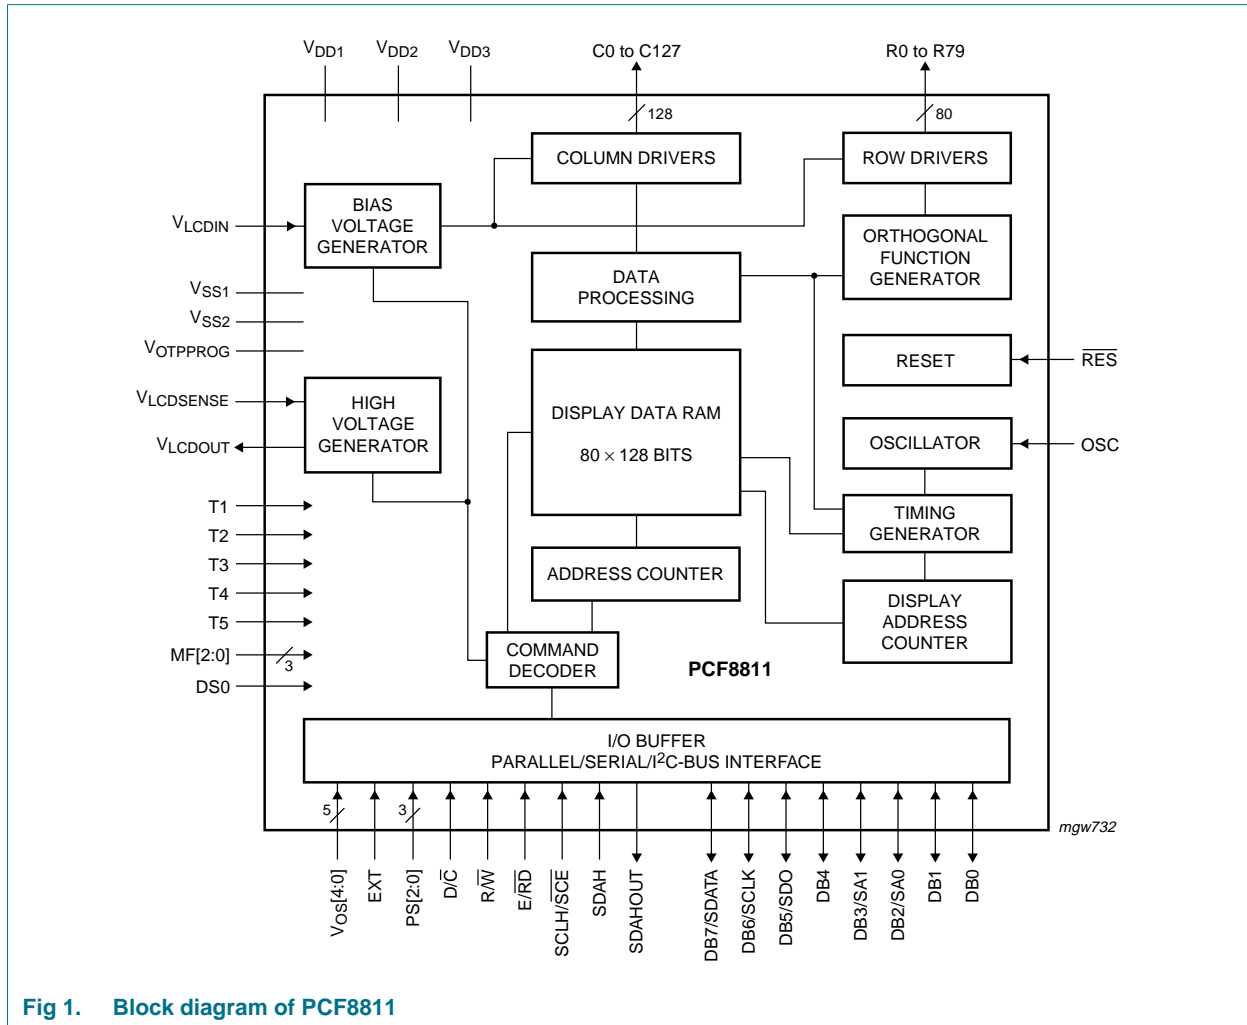 VDD1 VDD2 VDD3 C0 to C127 R0 to R79
128 80
COLUMN DRIVERS
ROW DRIVERS
VLCDIN
BIAS
VOLTAGE
GENERATOR
ORTHOGONAL
FUNCTION
GENERATOR
DATA
PROCESSING
VSS1
VSS2
VOTPPROG
RESET
RES
VLCDSENSE
VLCDOUT
HIGH
VOLTAGE
GENERATOR
DISPLAY DATA RAM
80 × 128 BITS
OSCILLATOR
OSC
T1
T2
T3
T4
T5
MF[2:0]
3
DS0
TIMING
GENERATOR
ADDRESS COUNTER
DISPLAY
ADDRESS
COUNTER
COMMAND
DECODER
PCF8811
I/O BUFFER
PARALLEL/SERIAL/I²C-BUS INTERFACE
5 3
mgw732
VOS[4:0]
EXT
PS[2:0]
D/C̅
R/W̅
E/R̅D̅
SCLH/S̅C̅E̅
SDAH
SDAHOUT
DB7/SDATA
DB6/SCLK
DB5/SDO
DB4
DB3/SA1
DB2/SA0
DB1
DB0
Fig 1. Block diagram of PCF8811